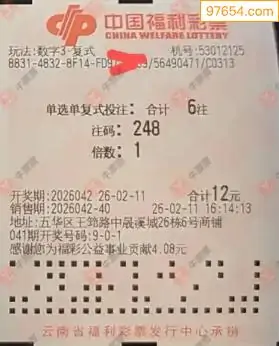 97654.com
中国福利彩票
CHINA WELFARE LOTTERY
玩法:数字3-复式 机号:53012125
8831-4832-8F14-FD9 /56490471/C0313
单选单复式投注: 合计 6注
注码: 248
倍数: 1
开奖期:2026042 26-02-11 合计12元
销售期:2026042-40 26-02-11 16:14:13
地址:五华区王筇路中晟溪城26栋6号商铺
041期开奖号码:9-0-1
感谢您为福彩公益事业贡献4.08元
云南省福利彩票发行中心承销